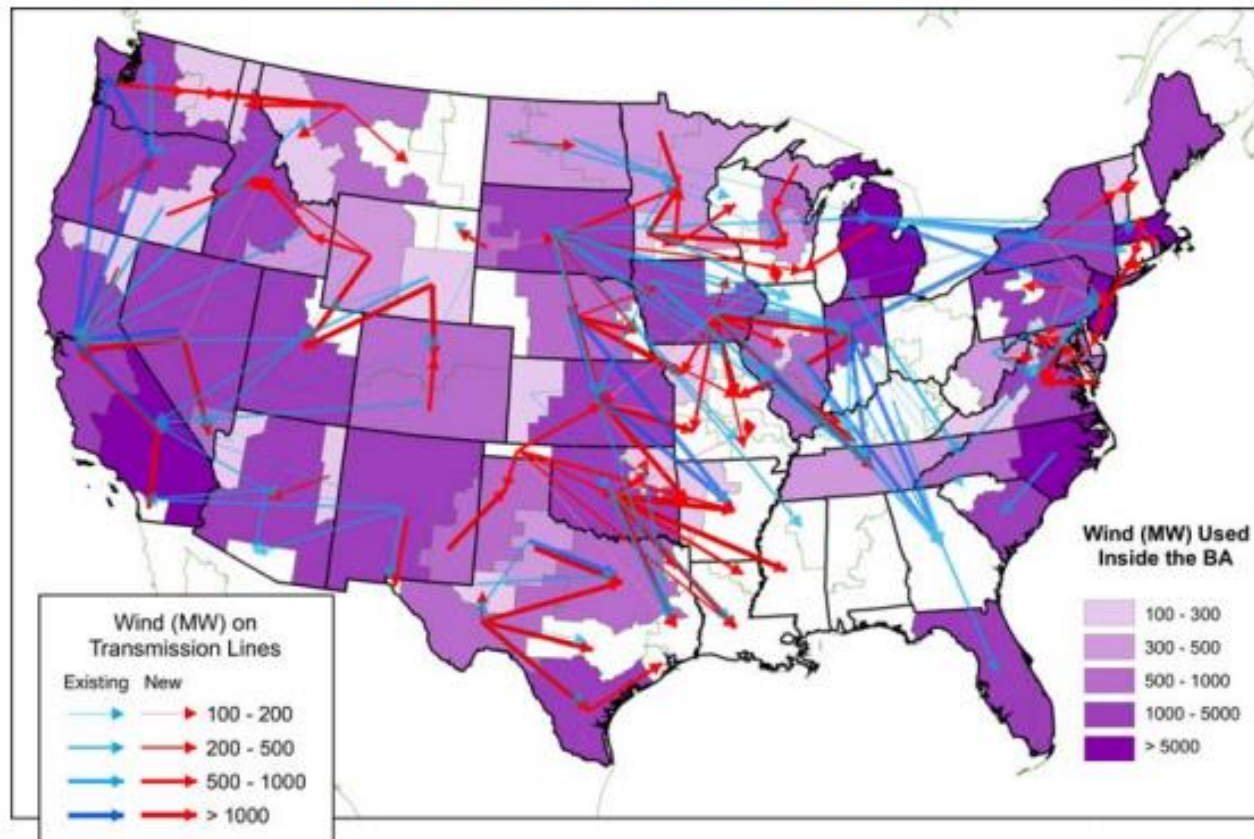 Wind (MW) Used
Inside the BA
100 - 300
300 - 500
500 - 1000
1000 - 5000
> 5000
Wind (MW) on
Transmission Lines
Existing New
100 - 200
200 - 500
500 - 1000
> 1000